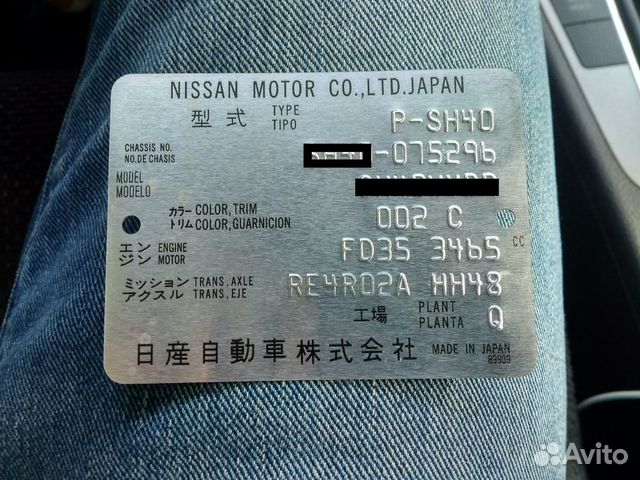 NISSAN MOTOR CO.,LTD.JAPAN
型式 TYPE TIPO P-SH40
CHASSIS NO. NO.DE CHASIS -075296
MODEL MODELO
カラー COLOR,TRIM トリム COLOR,GUARNICION 002 C
エンジン ENGINE MOTOR FD35 3465 CC
ミッション TRANS,AXLE アクスル TRANS,EJE RE4R02A HH48
工場 PLANT PLANTA Q
日産自動車株式会社 MADE IN JAPAN 89909
Avito